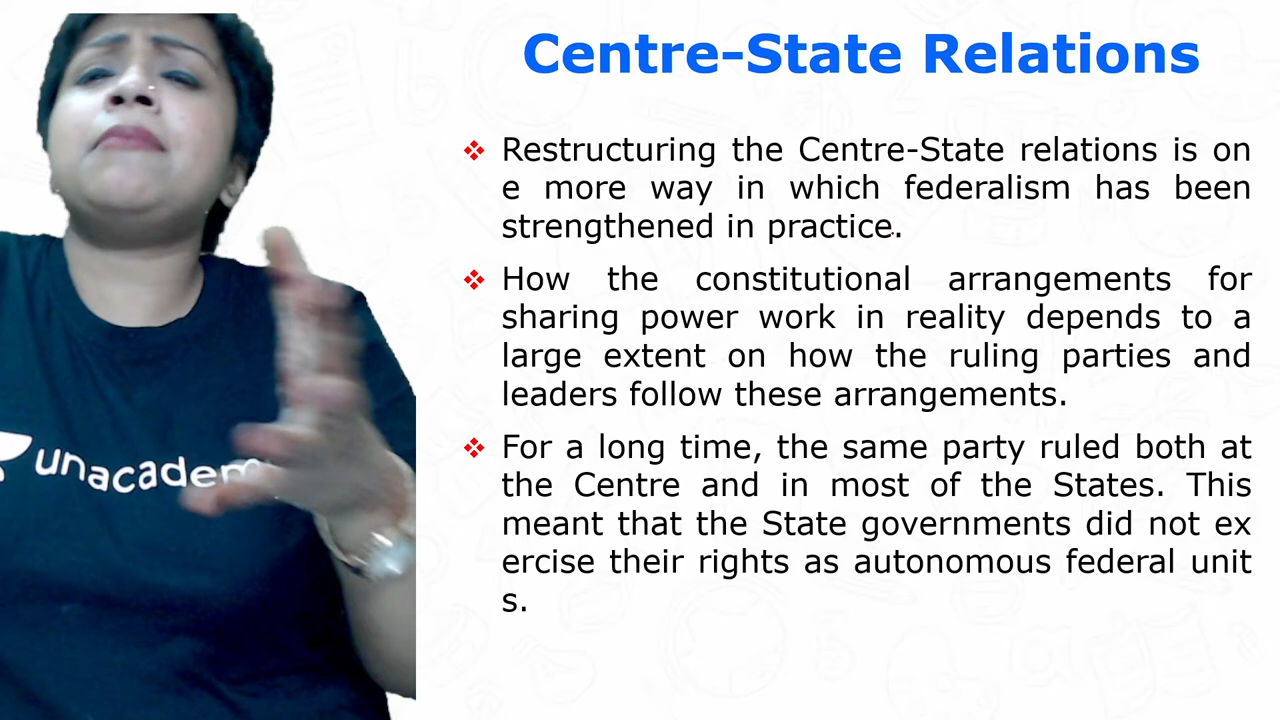 Centre-State Relations
Restructuring the Centre-State relations is on
e more way in which federalism has been
strengthened in practice.
How the constitutional arrangements for
sharing power work in reality depends to a
large extent on how the ruling parties and
leaders follow these arrangements.
For a long time, the same party ruled both at
the Centre and in most of the States. This
meant that the State governments did not ex
ercise their rights as autonomous federal unit
s.
unacadem